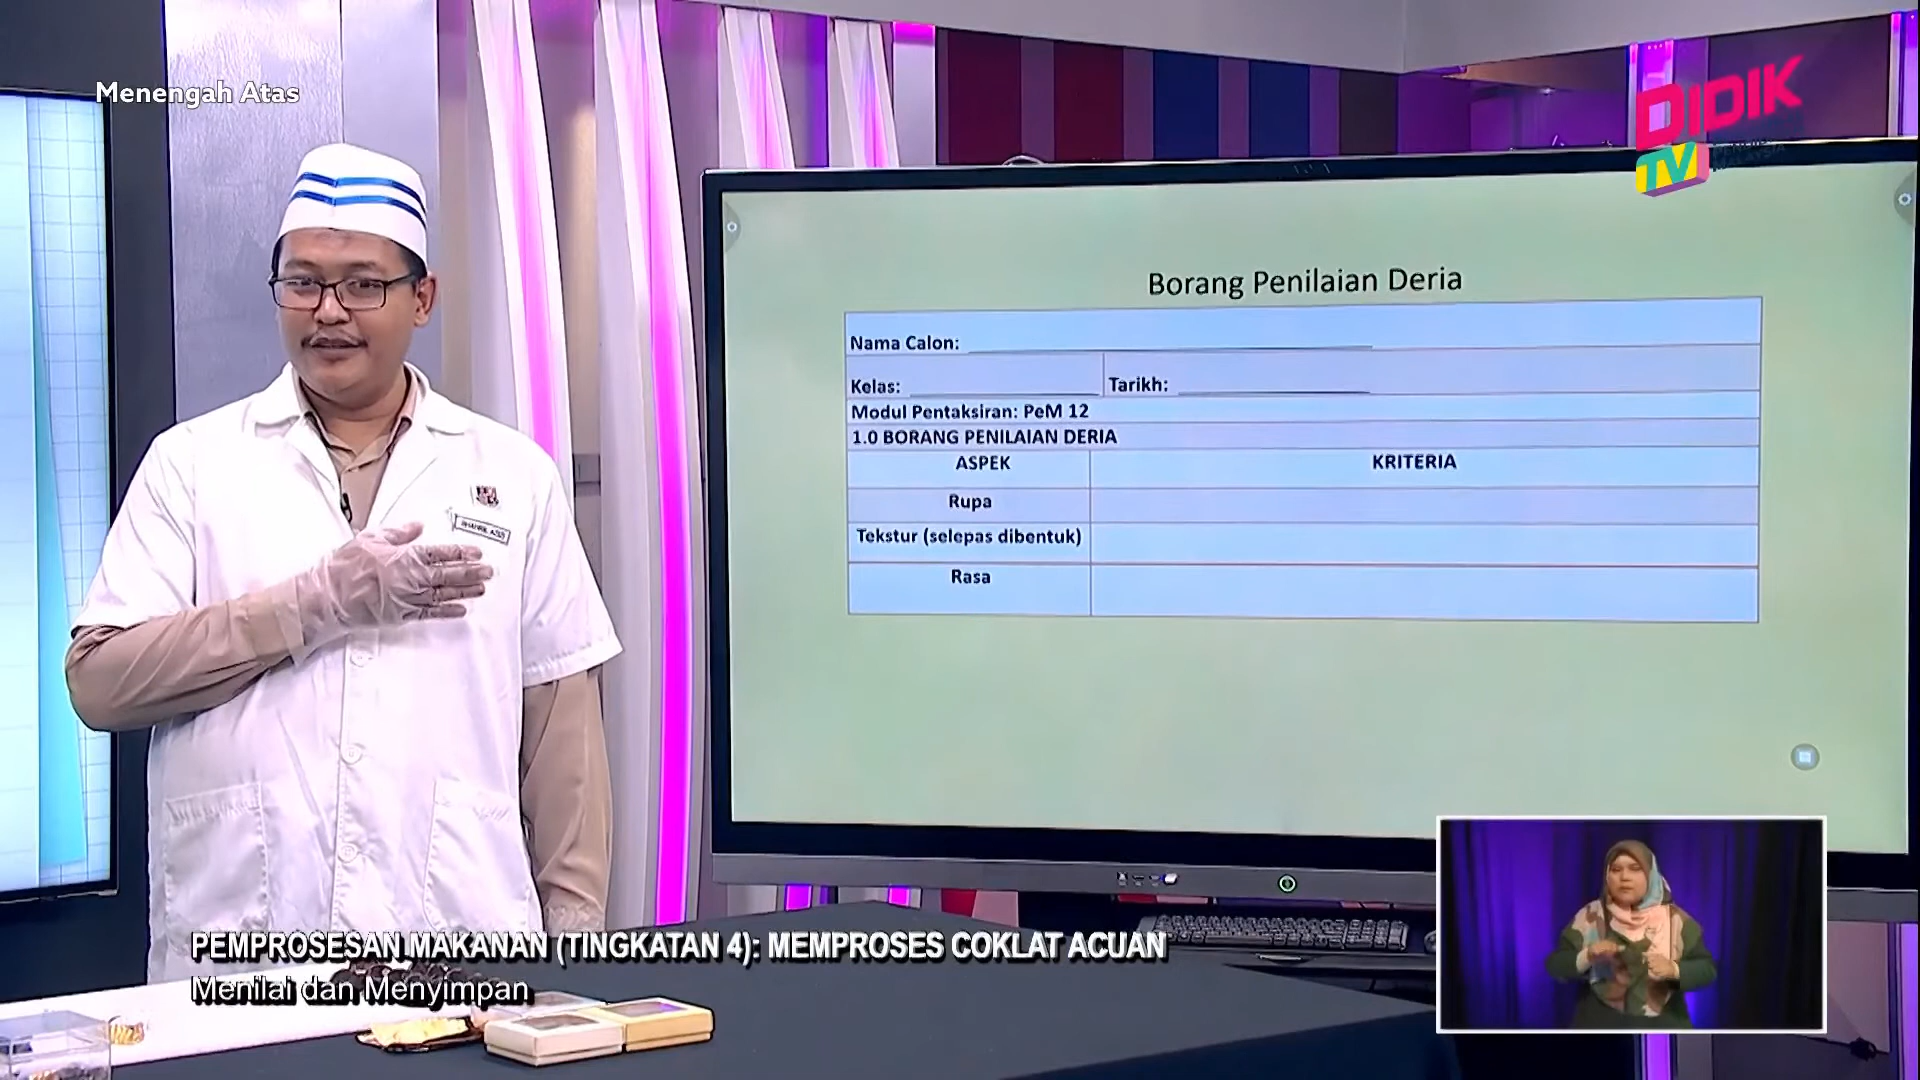 Menengah Atas
DIDIK
TV
Borang Penilaian Deria
Nama Calon:
Kelas:
Tarikh:
Modul Pentaksiran: PeM 12
1.0 BORANG PENILAIAN DERIA
ASPEK
KRITERIA
Rupa
Tekstur (selepas dibentuk)
Rasa
PEMPROSESAN MAKANAN (TINGKATAN 4): MEMPROSES COKLAT ACUAN
Menilai dan Menyimpan